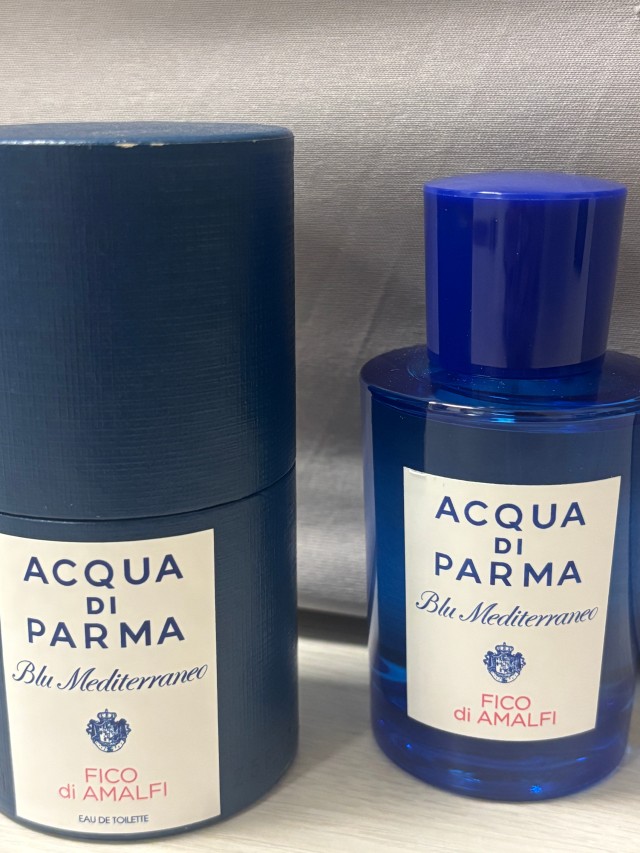 ACQUA
DI
PARMA
Blu Mediterraneo
FICO
di AMALFI
EAU DE TOILETTE
ACQUA
DI
PARMA
Blu Mediterraneo
FICO
di AMALFI